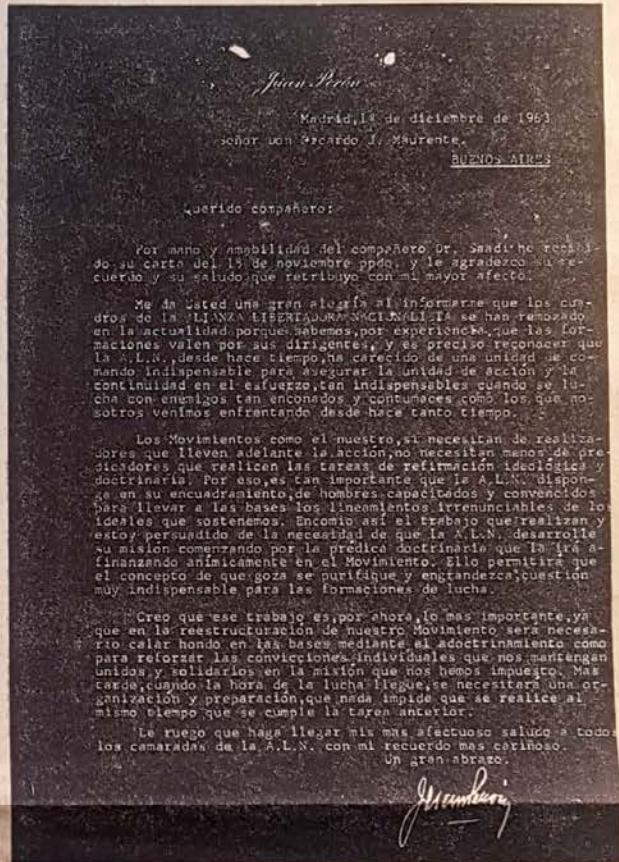 Juan Perón
Madrid, 1º de diciembre de 1963
Señor Don J. Maurente.
BUENOS AIRES
Querido compañero:
Por mano y amabilidad del compañero Dr. Saadi he recibi-
do su carta del 18 de noviembre ppdo. y le agradezco su re-
cuerdo y su saludo que retribuyo con mi mayor afecto.
Me da Usted una gran alegría al informarme que los cua-
dros de la ALIANZA LIBERTADORA NACIONALISTA se han remozado
en la actualidad porque sabemos, por experiencia, que las for-
maciones valen por sus dirigentes, y es preciso reconocer que
la A.L.N., desde hace tiempo, ha carecido de una unidad de co-
mando indispensable para asegurar la unidad de acción y la
continuidad en el esfuerzo, tan indispensables cuando se lu-
cha con enemigos tan enconados y contumaces como los que no-
sotros venimos enfrentando desde hace tanto tiempo.
Los Movimientos como el nuestro, si necesitan de realiza-
dores que lleven adelante la acción, no necesitan menos de pre-
dicadores que realicen las tareas de refirmación ideológica y
doctrinaria. Por eso, es tan importante que la A.L.N. dispon-
ga en su encuadramiento, de hombres capacitados y convencidos
para llevar a las bases los lineamientos irrenunciables de los
ideales que sostenemos. Encomio así el trabajo que realizan y
estoy persuadido de la necesidad de que la A.L.N. desarrolle
su misión comenzando por la prédica doctrinaria que la irá a-
finanzando anímicamente en el Movimiento. Ello permitirá que
el concepto de que goza se purifique y engrandezca, cuestión
muy indispensable para las formaciones de lucha.
Creo que ese trabajo es, por ahora, lo mas importante, ya
que en la reestructuración de nuestro Movimiento será necesa-
rio calar hondo en las bases mediante el adoctrinamiento como
para reforzar las convicciones individuales que nos mantengan
unidos y solidarios en la misión que nos hemos impuesto. Mas
tarde, cuando la hora de la lucha llegue, se necesitará una or-
ganización y preparación, que nada impide que se realice al
mismo tiempo que se cumple la tarea anterior.
Le ruego que haga llegar mis mas afectuoso saludo a todos
los camaradas de la A.L.N. con mi recuerdo mas cariñoso.
Un gran abrazo.
Juan Perón